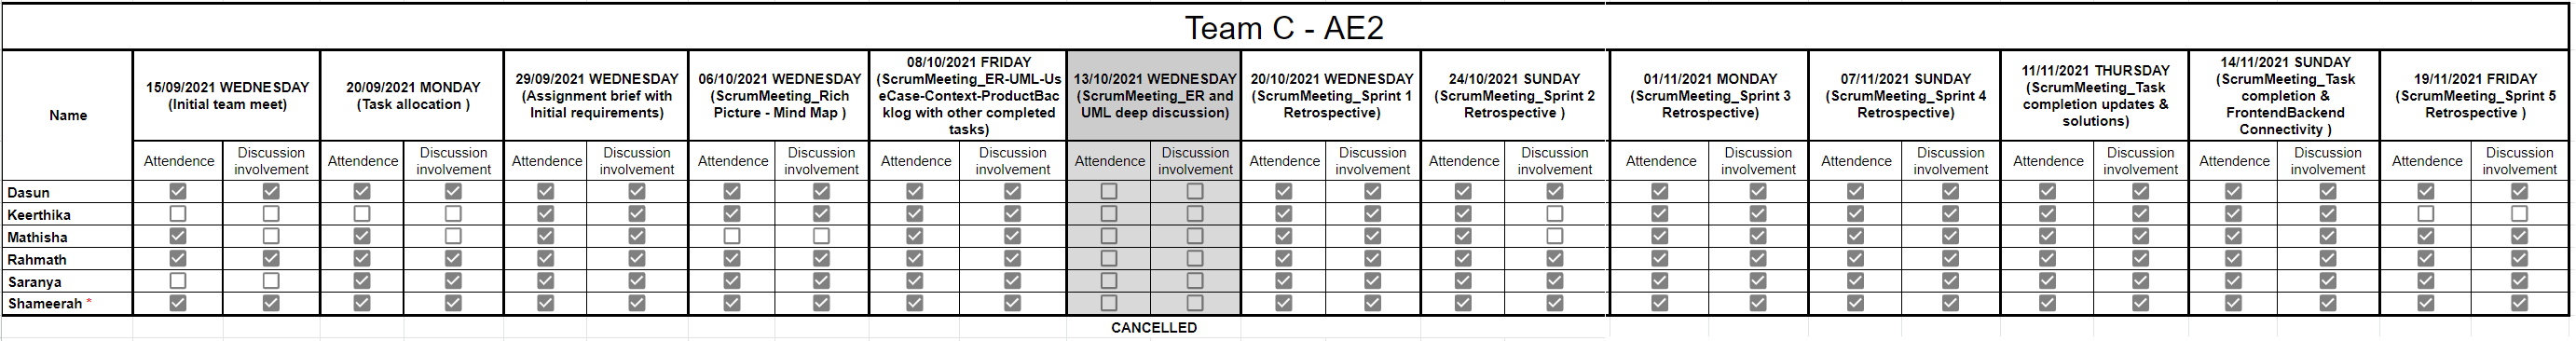 Team C - AE2
Name
15/09/2021 WEDNESDAY
(Initial team meet)
20/09/2021 MONDAY
(Task allocation )
29/09/2021 WEDNESDAY
(Assignment brief with
Initial requirements)
06/10/2021 WEDNESDAY
(ScrumMeeting_Rich
Picture - Mind Map )
08/10/2021 FRIDAY
(ScrumMeeting_ER-UML-Us
eCase-Context-ProductBac
klog with other completed
tasks)
13/10/2021 WEDNESDAY
(ScrumMeeting_ER and
UML deep discussion)
20/10/2021 WEDNESDAY
(ScrumMeeting_Sprint 1
Retrospective)
24/10/2021 SUNDAY
(ScrumMeeting_Sprint 2
Retrospective )
01/11/2021 MONDAY
(ScrumMeeting_Sprint 3
Retrospective)
07/11/2021 SUNDAY
(ScrumMeeting_Sprint 4
Retrospective)
11/11/2021 THURSDAY
(ScrumMeeting_Task
completion updates &
solutions)
14/11/2021 SUNDAY
(ScrumMeeting_Task
completion &
FrontendBackend
Connectivity )
19/11/2021 FRIDAY
(ScrumMeeting_Sprint 5
Retrospective )
Attendence
Discussion
involvement
Attendence
Discussion
involvement
Attendence
Discussion
involvement
Attendence
Discussion
involvement
Attendence
Discussion
involvement
Attendence
Discussion
involvement
Attendence
Discussion
involvement
Attendence
Discussion
involvement
Attendence
Discussion
involvement
Attendence
Discussion
involvement
Attendence
Discussion
involvement
Attendence
Discussion
involvement
Attendence
Discussion
involvement
Dasun
Keerthika
Mathisha
Rahmath
Saranya
Shameerah *
CANCELLED